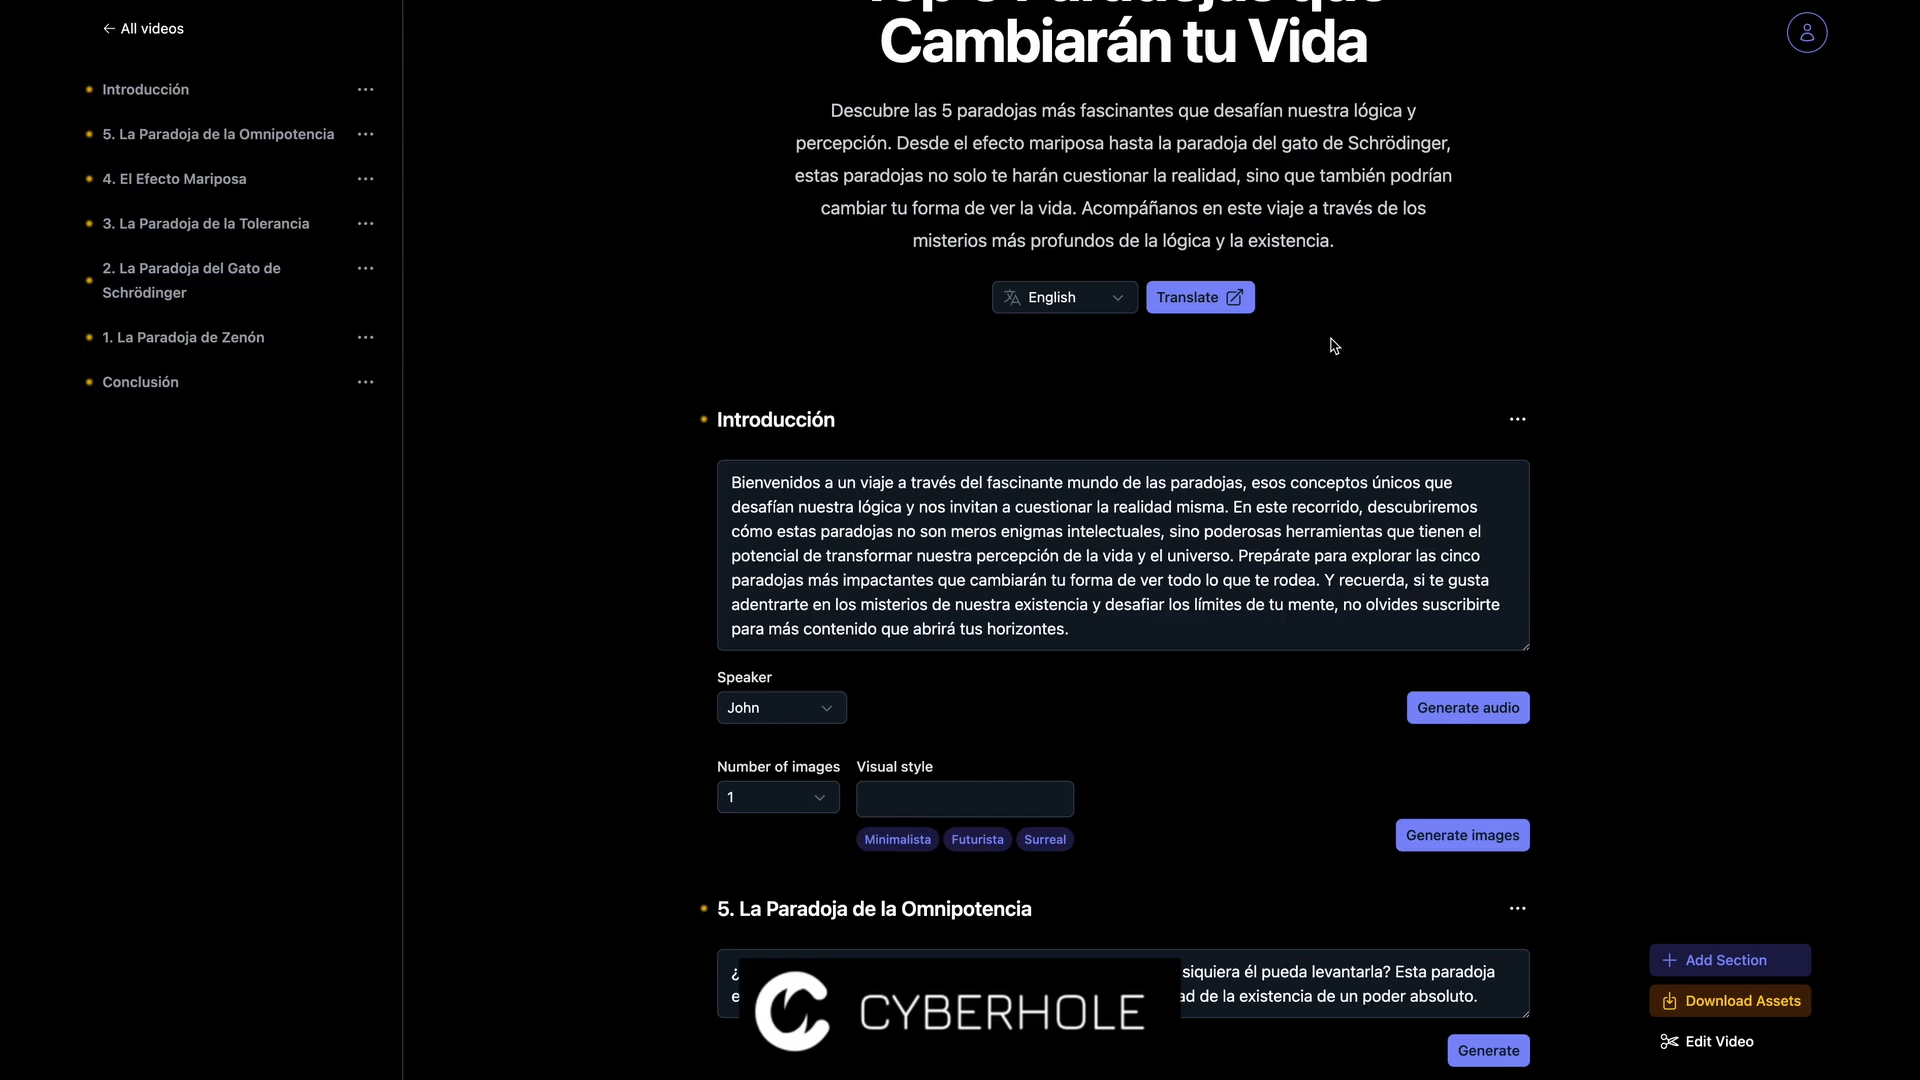 ← All videos
Introducción
5. La Paradoja de la Omnipotencia
4. El Efecto Mariposa
3. La Paradoja de la Tolerancia
2. La Paradoja del Gato de
Schrödinger
1. La Paradoja de Zenón
Conclusión
Cambiarán tu Vida
Descubre las 5 paradojas más fascinantes que desafían nuestra lógica y
percepción. Desde el efecto mariposa hasta la paradoja del gato de Schrödinger,
estas paradojas no solo te harán cuestionar la realidad, sino que también podrían
cambiar tu forma de ver la vida. Acompáñanos en este viaje a través de los
misterios más profundos de la lógica y la existencia.
English
Translate
Introducción
Bienvenidos a un viaje a través del fascinante mundo de las paradojas, esos conceptos únicos que
desafían nuestra lógica y nos invitan a cuestionar la realidad misma. En este recorrido, descubriremos
cómo estas paradojas no son meros enigmas intelectuales, sino poderosas herramientas que tienen el
potencial de transformar nuestra percepción de la vida y el universo. Prepárate para explorar las cinco
paradojas más impactantes que cambiarán tu forma de ver todo lo que te rodea. Y recuerda, si te gusta
adentrarte en los misterios de nuestra existencia y desafiar los límites de tu mente, no olvides suscribirte
para más contenido que abrirá tus horizontes.
Speaker
John
Generate audio
Number of images
Visual style
1
Minimalista
Futurista
Surreal
Generate images
5. La Paradoja de la Omnipotencia
siquiera él pueda levantarla? Esta paradoja
de la existencia de un poder absoluto.
CYBERHOLE
Generate
Add Section
Download Assets
Edit Video